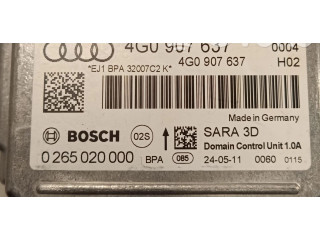 4G0 907 637 0004
*EJ1 BPA 32007C2 K* 4G0 907 637 H02
Made in Germany
BOSCH 02S SARA 3D
Domain Control Unit 1.0A
0 265 020 000 BPA 085 24-05-11 0060 0115